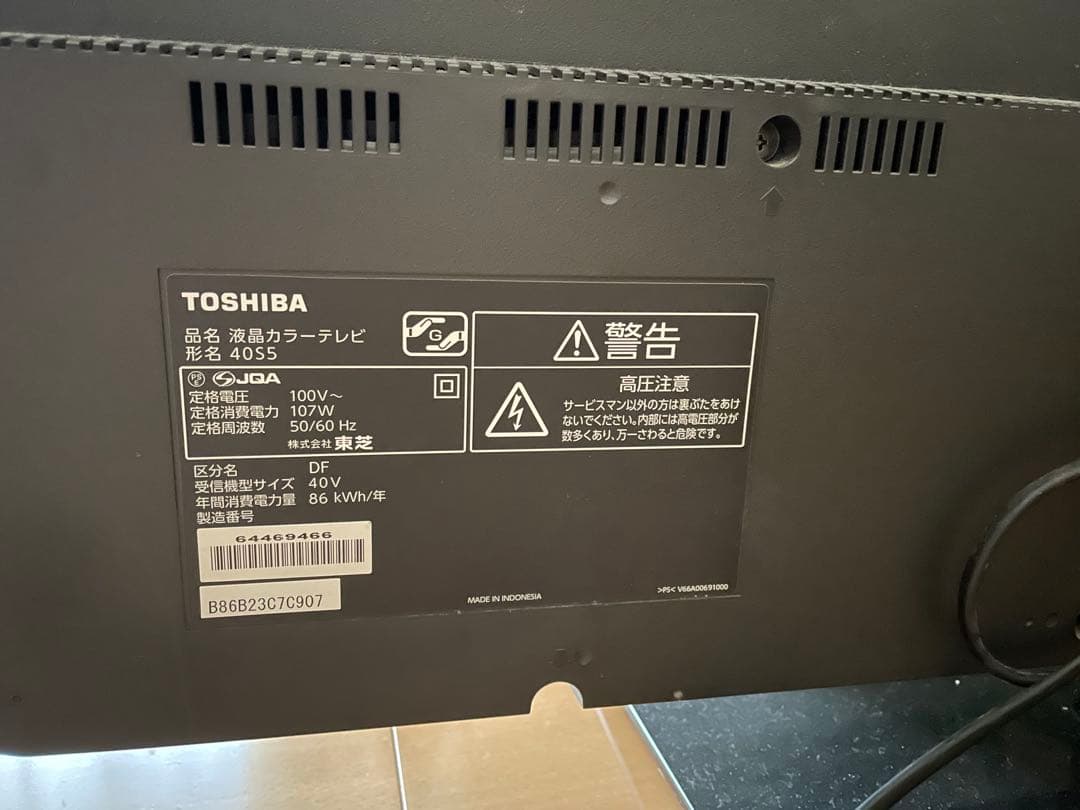 TOSHIBA
品名 液晶カラーテレビ
形名 40S5
G
PS
E
JQA
定格電圧 100V～
定格消費電力 107W
定格周波数 50/60 Hz
株式会社 東芝
警告
高圧注意
サービスマン以外の方は裏ぶたをあけ
ないでください。内部には高電圧部分が
数多くあり、万一さわると危険です。
区分名 DF
受信機型サイズ 40V
年間消費電力量 86 kWh/年
製造番号
64469466
B86B23C7C907
MADE IN INDONESIA
>PS< V66A00691000